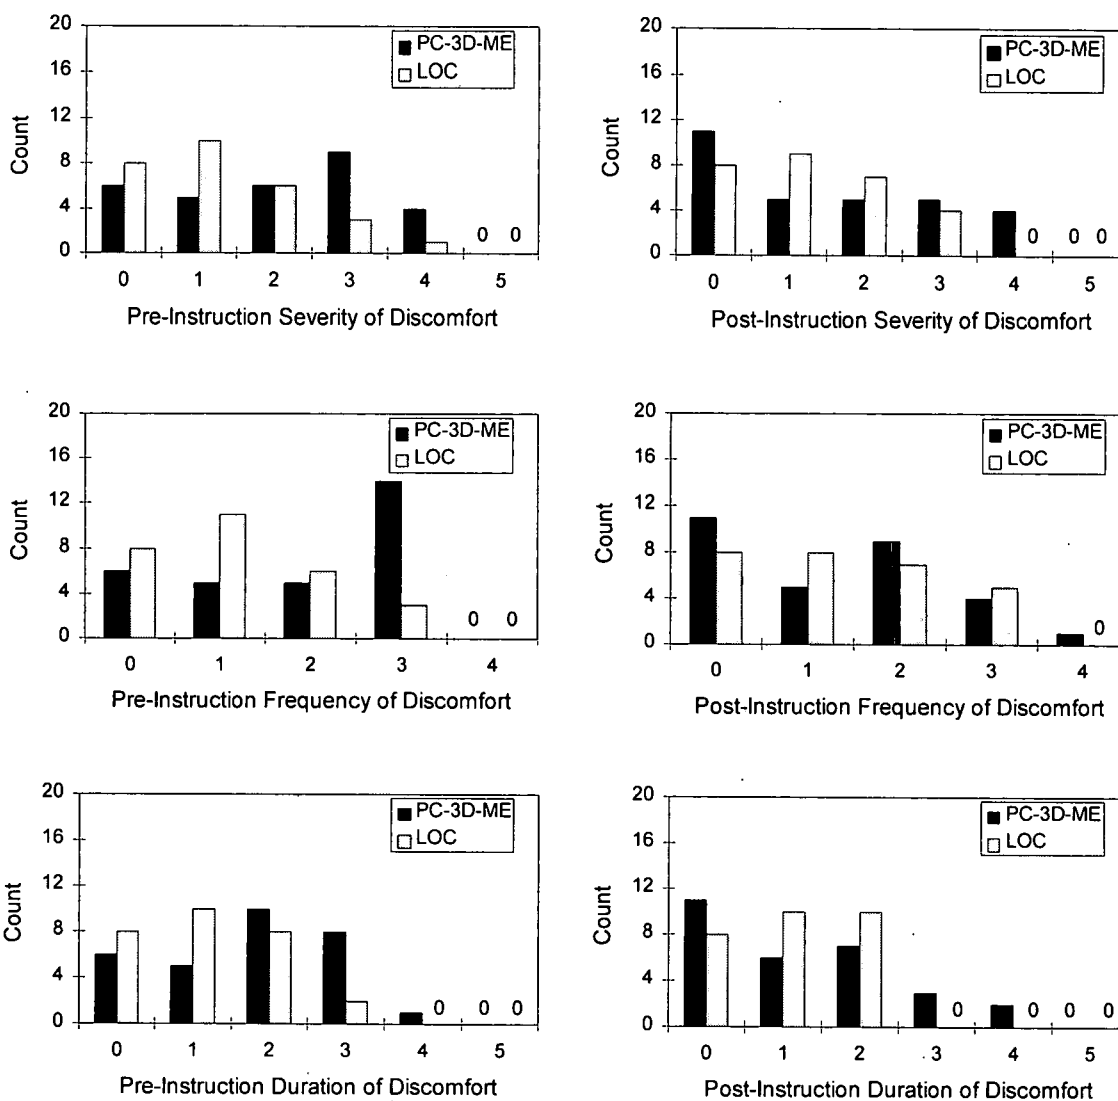 20
16
12
8
4
0
Count
PC-3D-ME
LOC
0 0
0 1 2 3 4 5
Pre-Instruction Severity of Discomfort
20
16
12
8
4
0
Count
PC-3D-ME
LOC
0 0 0
0 1 2 3 4 5
Post-Instruction Severity of Discomfort
20
16
12
8
4
0
Count
PC-3D-ME
LOC
0 0
0 1 2 3 4
Pre-Instruction Frequency of Discomfort
20
16
12
8
4
0
Count
PC-3D-ME
LOC
0
0 1 2 3 4
Post-Instruction Frequency of Discomfort
20
16
12
8
4
0
Count
PC-3D-ME
LOC
0 0 0
0 1 2 3 4 5
Pre-Instruction Duration of Discomfort
20
16
12
8
4
0
Count
PC-3D-ME
LOC
0 0 0 0
0 1 2 3 4 5
Post-Instruction Duration of Discomfort